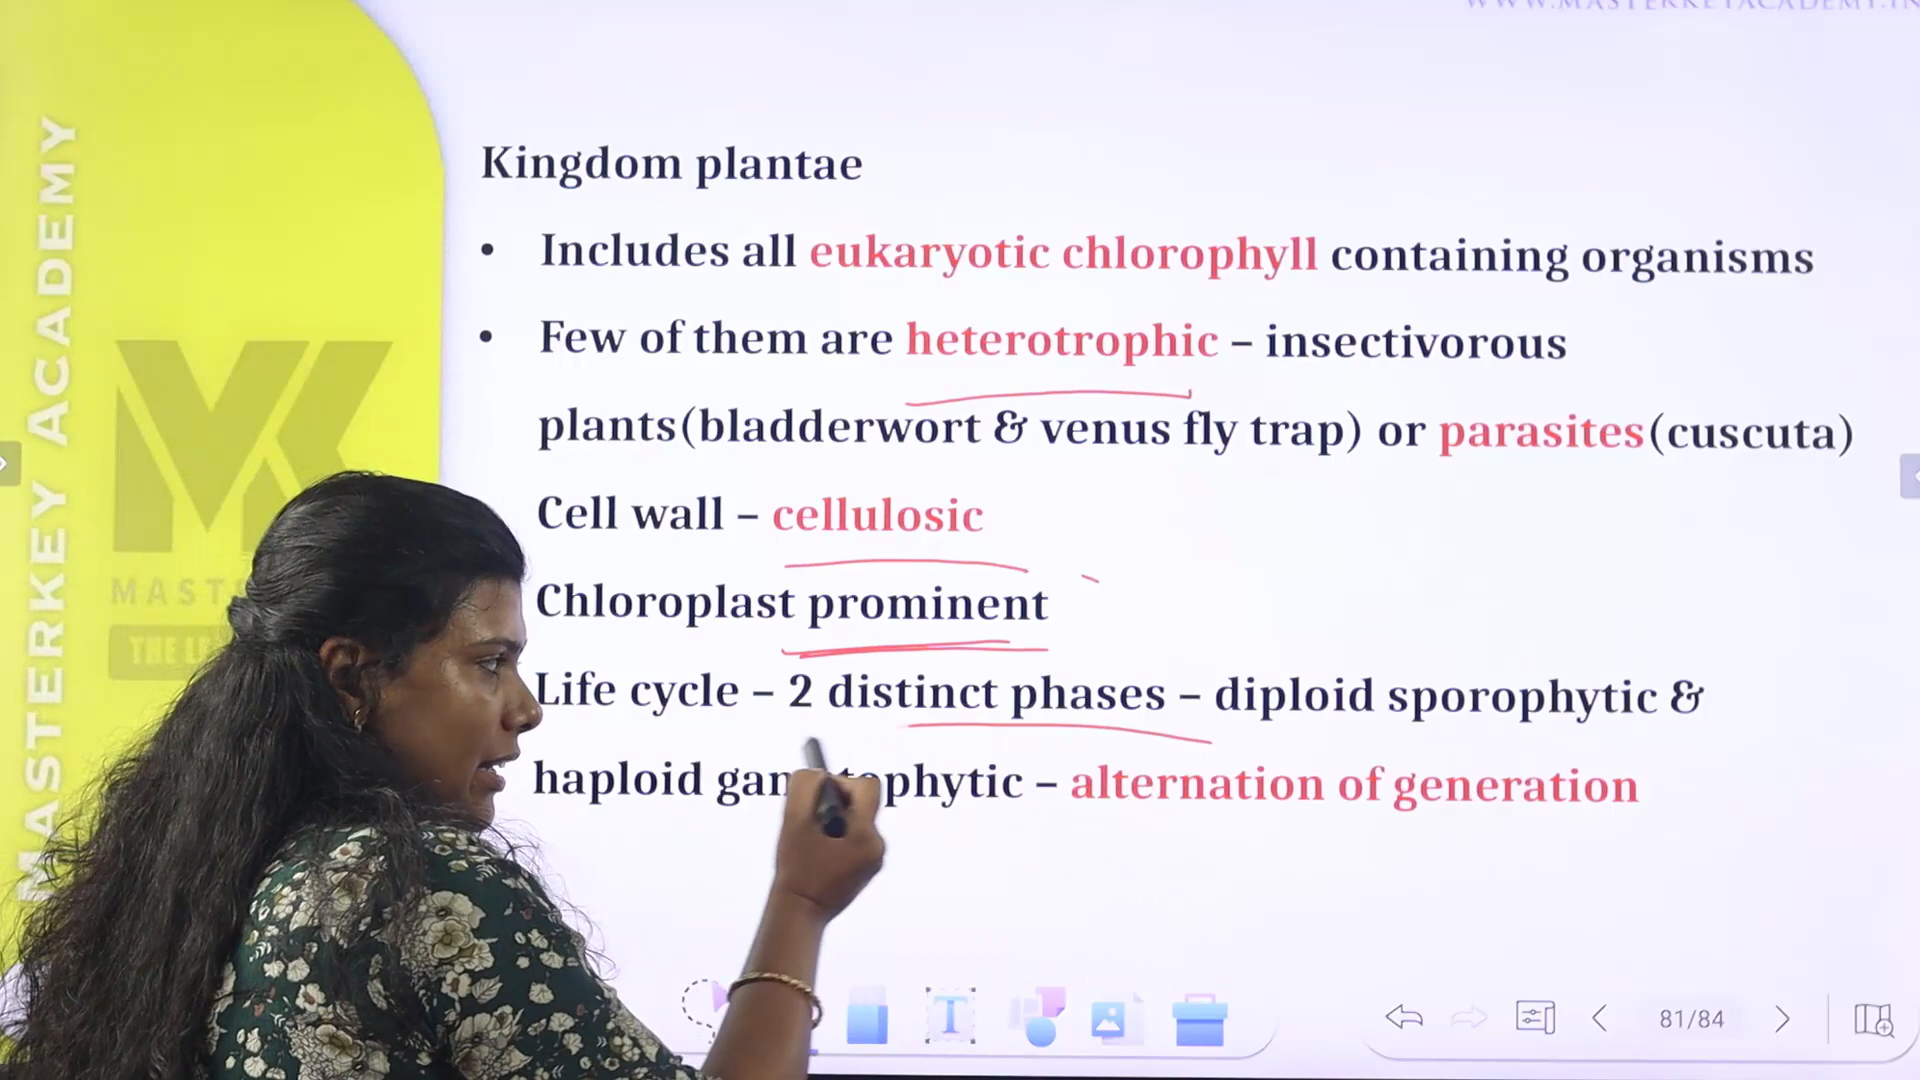 MASTERKEY ACADEMY
THE
Kingdom plantae
• Includes all eukaryotic chlorophyll containing organisms
• Few of them are heterotrophic – insectivorous
plants(bladderwort & venus fly trap) or parasites(cuscuta)
Cell wall – cellulosic
Chloroplast prominent
Life cycle – 2 distinct phases – diploid sporophytic &
haploid – alternation of generation
T
81/84